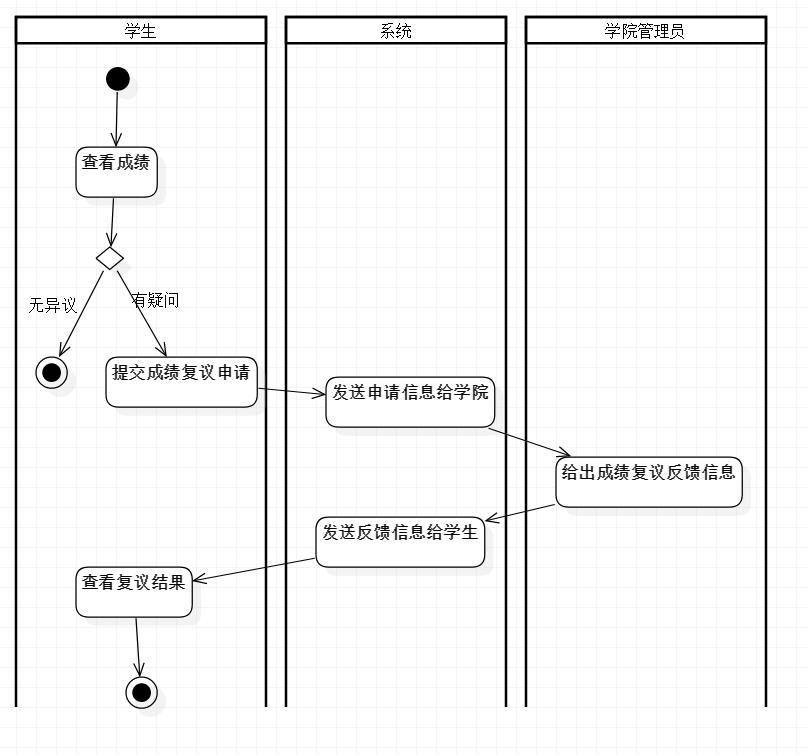 学生
系统
学院管理员
查看成绩
无异议
有疑问
提交成绩复议申请
发送申请信息给学院
给出成绩复议反馈信息
发送反馈信息给学生
查看复议结果